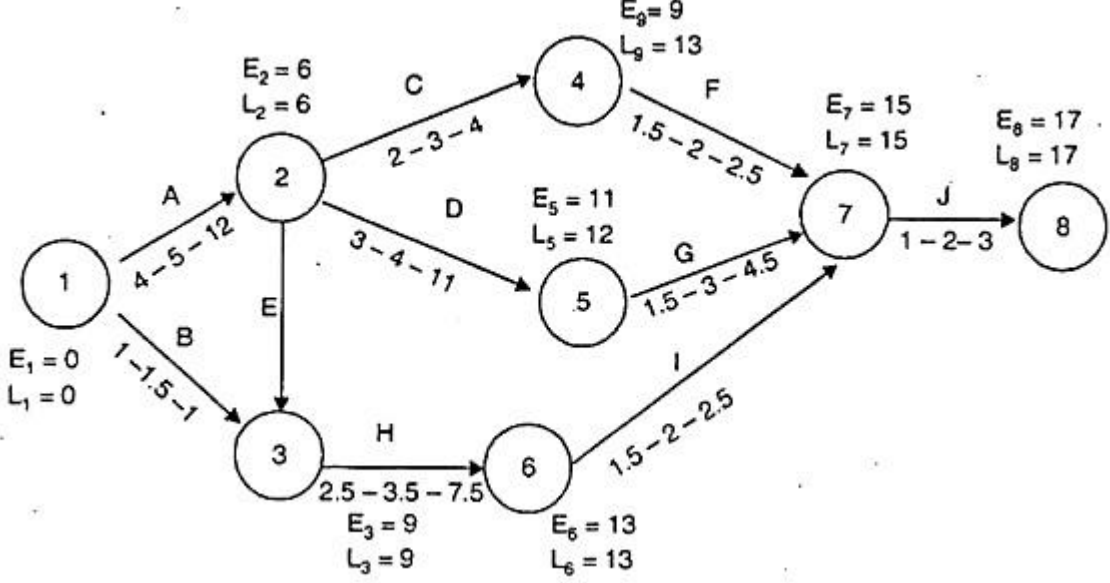 E₉ = 9
L₉ = 13
E₂ = 6
L₂ = 6
C
4
F
E₇ = 15
L₇ = 15
E₈ = 17
L₈ = 17
2 – 3 – 4
1.5 – 2 – 2.5
A
2
D
E₅ = 11
L₅ = 12
7
J
8
4 – 5 – 12
3 – 4 – 11
G
1 – 2 – 3
1
5
1.5 – 3 – 4.5
E
B
I
E₁ = 0
L₁ = 0
1 – 1.5 – 1
1.5 – 2 – 2.5
H
3
6
2.5 – 3.5 – 7.5
E₃ = 9
L₃ = 9
E₆ = 13
L₆ = 13